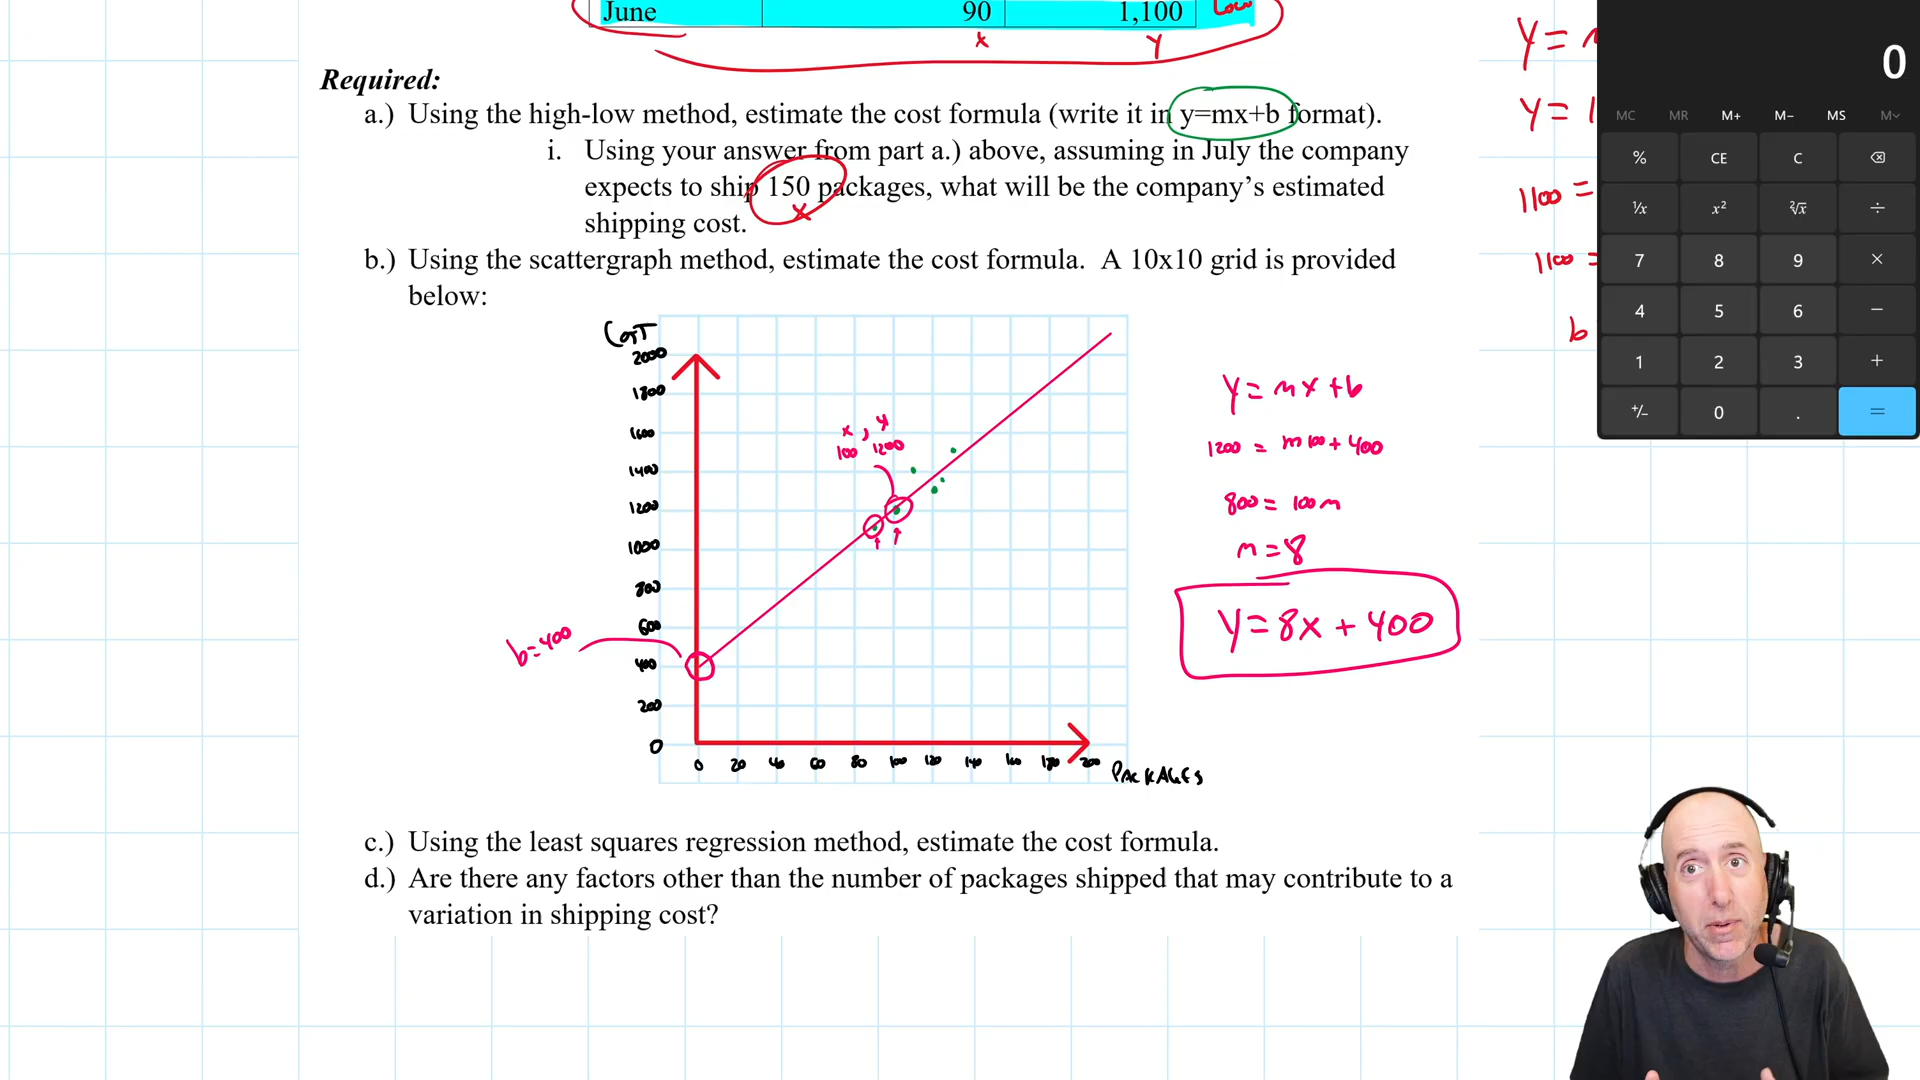 June 90 1,100 Low
x y
Required:
a.) Using the high-low method, estimate the cost formula (write it in y=mx+b format).
i. Using your answer from part a.) above, assuming in July the company
expects to ship 150 packages, what will be the company's estimated
x
shipping cost.
b.) Using the scattergraph method, estimate the cost formula. A 10x10 grid is provided
below:
Cost
2000
1800
1600
1400
1200
1000
800
600
400
200
0
0 20 40 60 80 100 120 140 160 180 200
PACKAGES
x , y
100 1200
b=400
y = mx + b
1200 = m100 + 400
800 = 100m
m = 8
y = 8x + 400
c.) Using the least squares regression method, estimate the cost formula.
d.) Are there any factors other than the number of packages shipped that may contribute to a
variation in shipping cost?
y =
y = 1
1100 =
1100 =
b
0
MC MR M+ M− MS M˅
% CE C ⌫
¹/x x² ²√x ÷
7 8 9 ×
4 5 6 −
1 2 3 +
+/− 0 . =